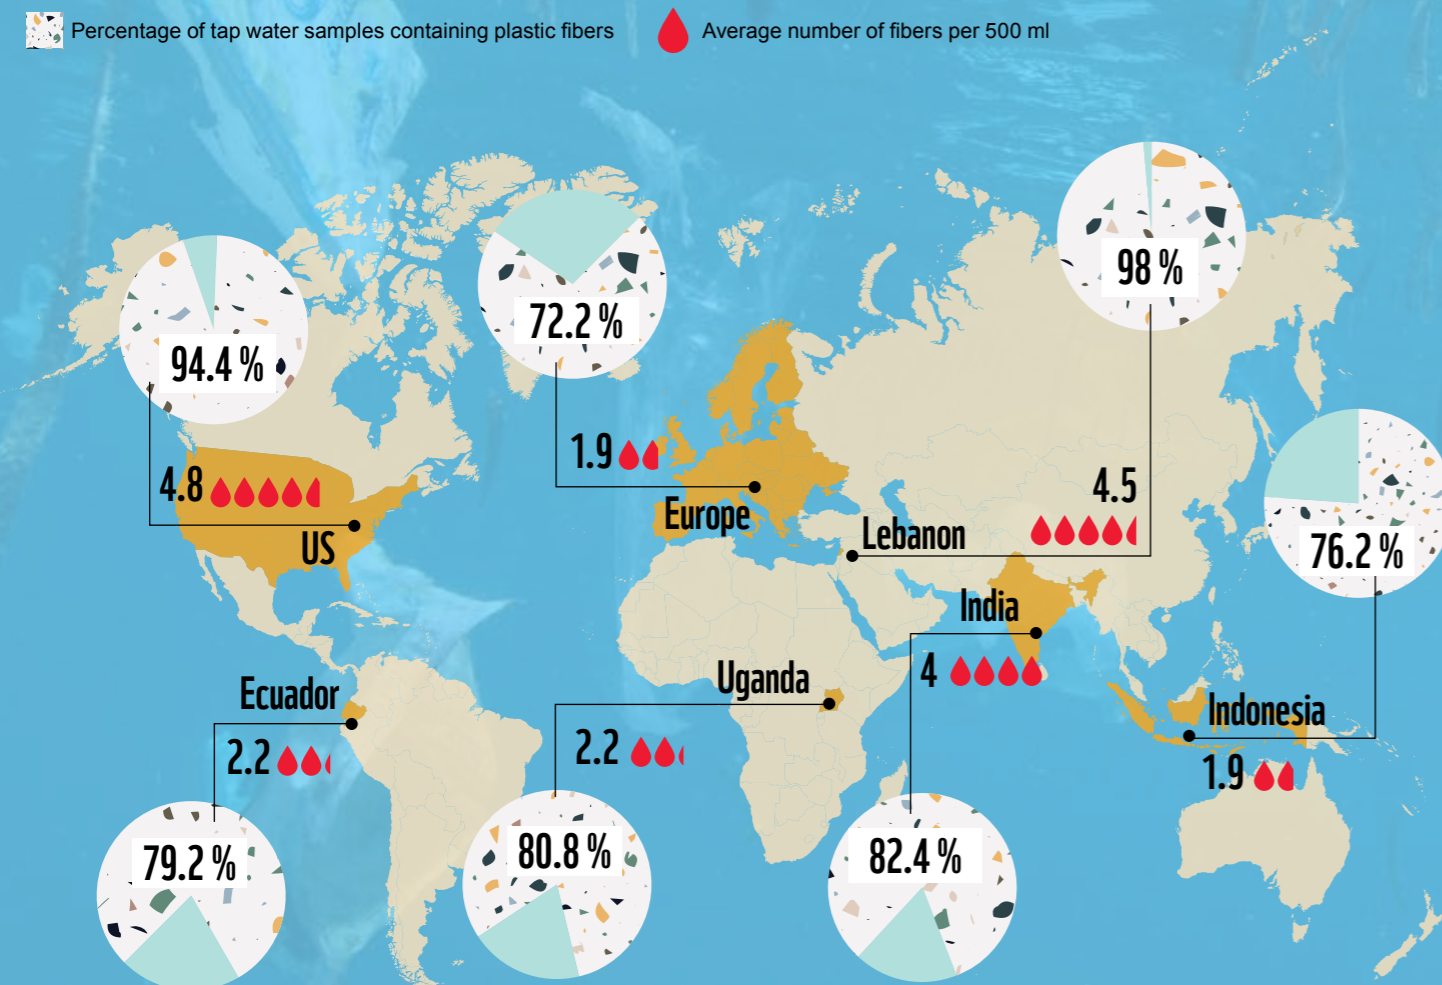 Percentage of tap water samples containing plastic fibers
Average number of fibers per 500 ml
94.4 %
4.8
US
72.2 %
1.9
Europe
98 %
4.5
Lebanon
76.2 %
Indonesia
1.9
India
4
82.4 %
Uganda
2.2
80.8 %
Ecuador
2.2
79.2 %